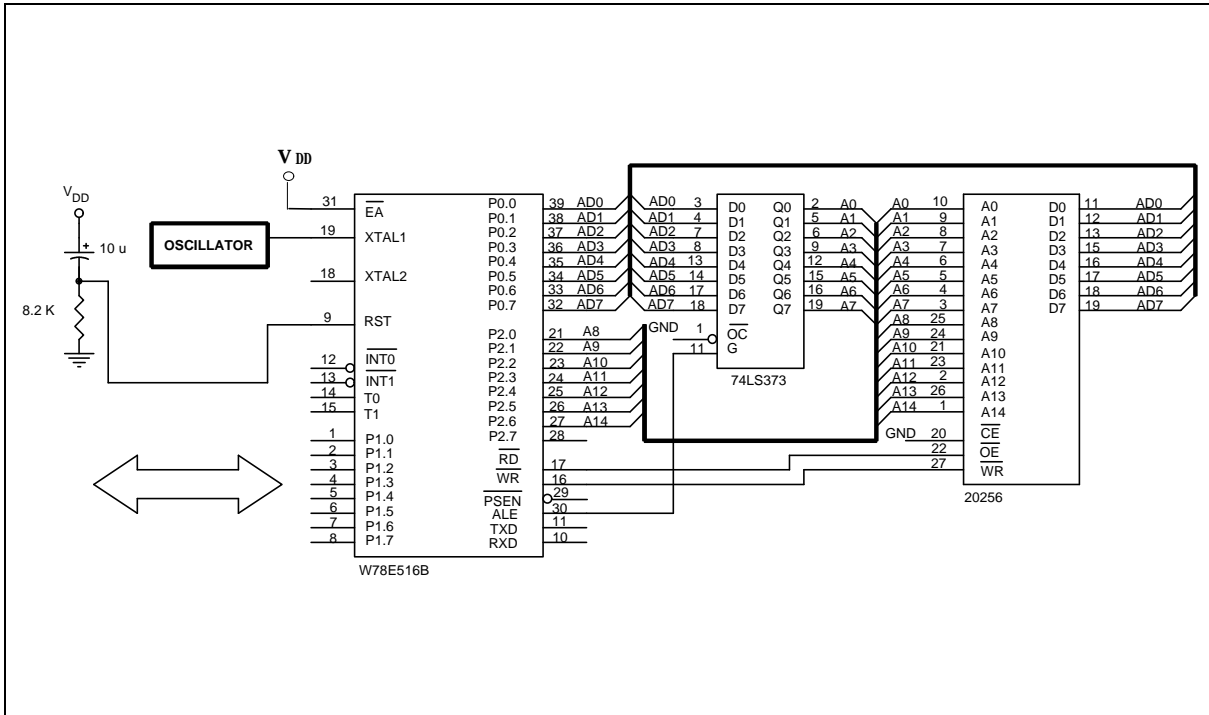 V DD
V DD
10 u
8.2 K
OSCILLATOR
31 EA
19 XTAL1
18 XTAL2
9 RST
12 INT0
13 INT1
14 T0
15 T1
1 P1.0
2 P1.1
3 P1.2
4 P1.3
5 P1.4
6 P1.5
7 P1.6
8 P1.7
P0.0 39 AD0
P0.1 38 AD1
P0.2 37 AD2
P0.3 36 AD3
P0.4 35 AD4
P0.5 34 AD5
P0.6 33 AD6
P0.7 32 AD7
P2.0 21 A8
P2.1 22 A9
P2.2 23 A10
P2.3 24 A11
P2.4 25 A12
P2.5 26 A13
P2.6 27 A14
P2.7 28
RD 17
WR 16
PSEN 29
ALE 30
TXD 11
RXD 10
W78E516B
AD0 3 D0 Q0 2 A0
AD1 4 D1 Q1 5 A1
AD2 7 D2 Q2 6 A2
AD3 8 D3 Q3 9 A3
AD4 13 D4 Q4 12 A4
AD5 14 D5 Q5 15 A5
AD6 17 D6 Q6 16 A6
AD7 18 D7 Q7 19 A7
GND 1 OC
11 G
74LS373
A0 10 A0 D0 11 AD0
A1 9 A1 D1 12 AD1
A2 8 A2 D2 13 AD2
A3 7 A3 D3 15 AD3
A4 6 A4 D4 16 AD4
A5 5 A5 D5 17 AD5
A6 4 A6 D6 18 AD6
A7 3 A7 D7 19 AD7
A8 25 A8
A9 24 A9
A10 21 A10
A11 23 A11
A12 2 A12
A13 26 A13
A14 1 A14
GND 20 CE
22 OE
27 WR
20256